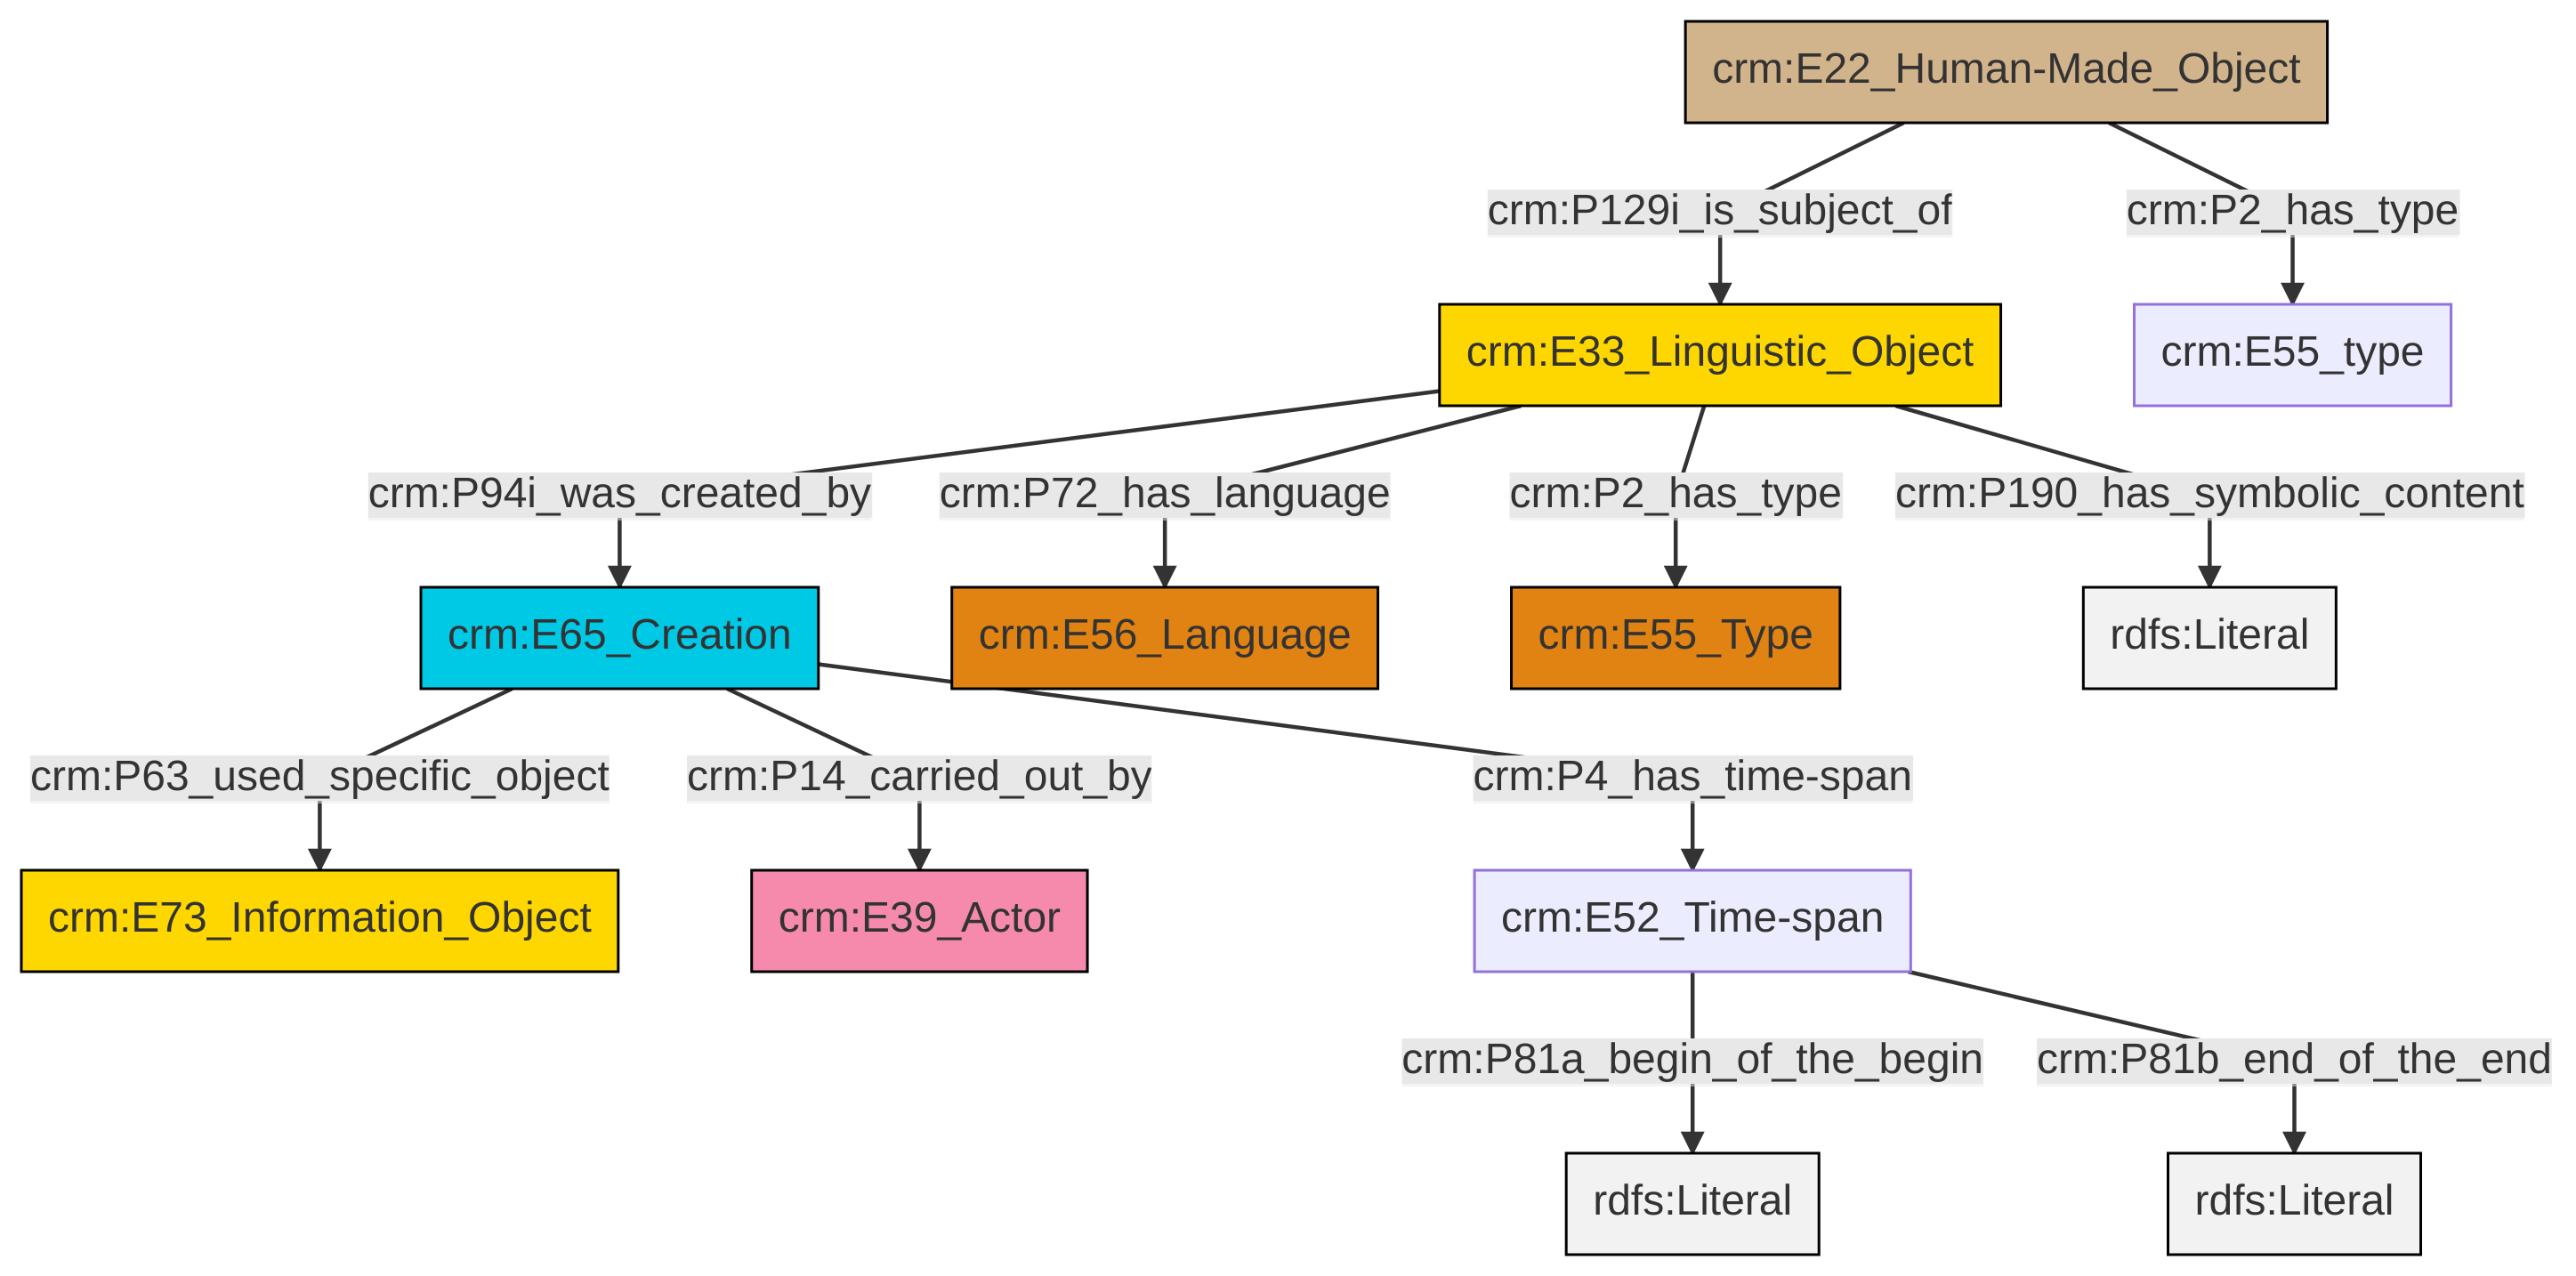 crm:E22_Human-Made_Object
crm:P129i_is_subject_of
crm:P2_has_type
crm:E33_Linguistic_Object
crm:E55_type
crm:P94i_was_created_by
crm:P72_has_language
crm:P2_has_type
crm:P190_has_symbolic_content
crm:E65_Creation
crm:E56_Language
crm:E55_Type
rdfs:Literal
crm:P63_used_specific_object
crm:P14_carried_out_by
crm:P4_has_time-span
crm:E73_Information_Object
crm:E39_Actor
crm:E52_Time-span
crm:P81a_begin_of_the_begin
crm:P81b_end_of_the_end
rdfs:Literal
rdfs:Literal